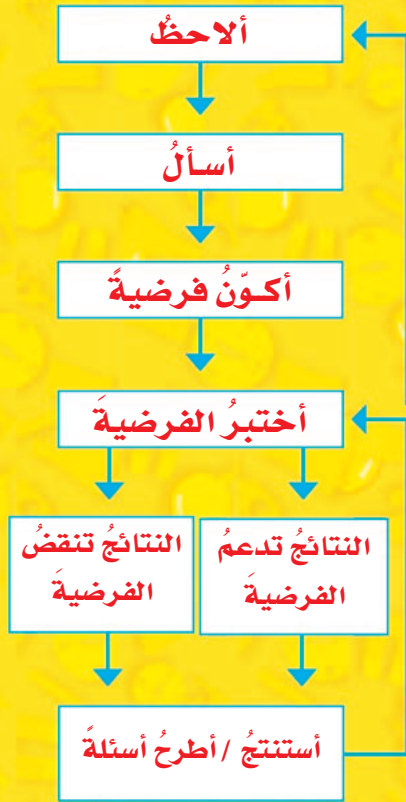 ألاحظُ
أسألُ
أكوّنُ فرضيةً
أختبرُ الفرضيةَ
النتائجُ تدعمُ
الفرضيةَ
النتائجُ تنقضُ
الفرضيةَ
أستنتجُ / أطرحُ أسئلةً